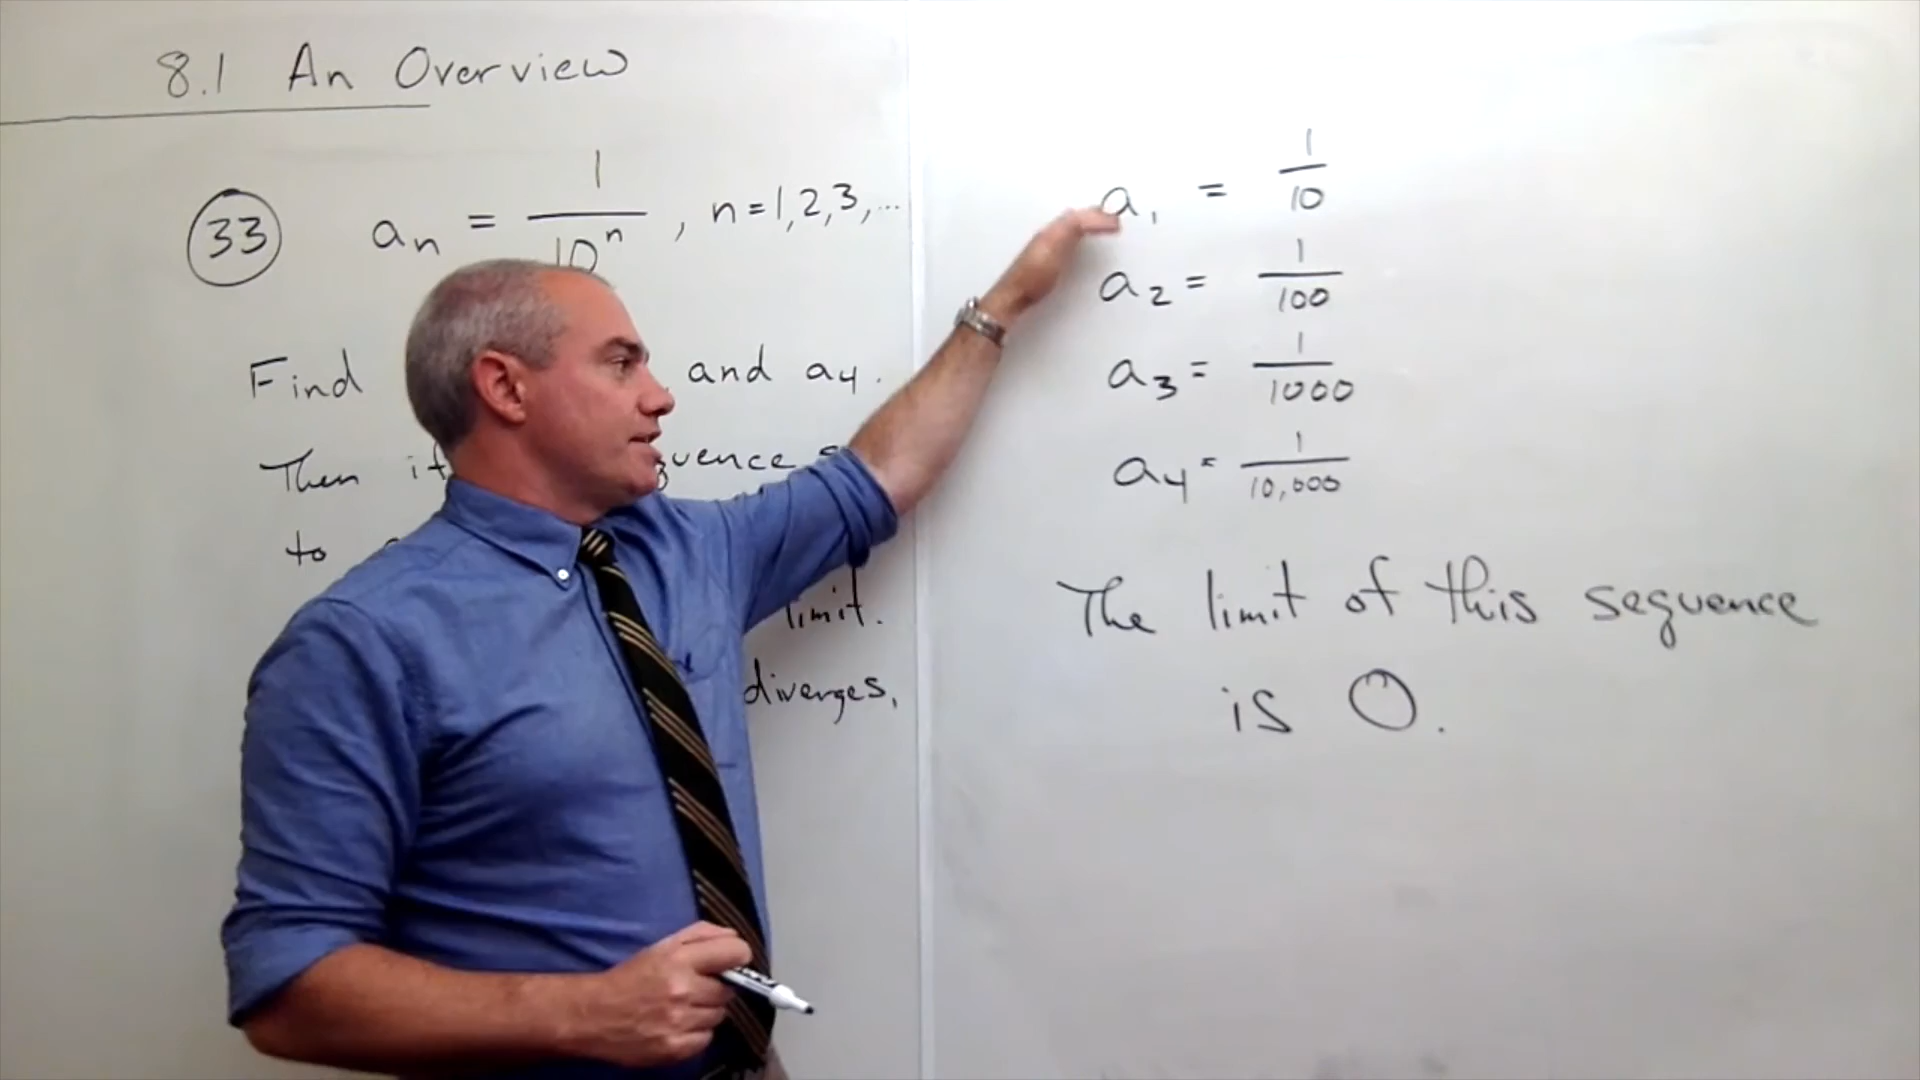 8.1 An Overview
33 aₙ = 1/10ⁿ , n=1,2,3,...
Find and a₄.
Then
to
limit.
diverges,
a₁ = 1/10
a₂ = 1/100
a₃ = 1/1000
a₄ = 1/10,000
The limit of this sequence
is 0.